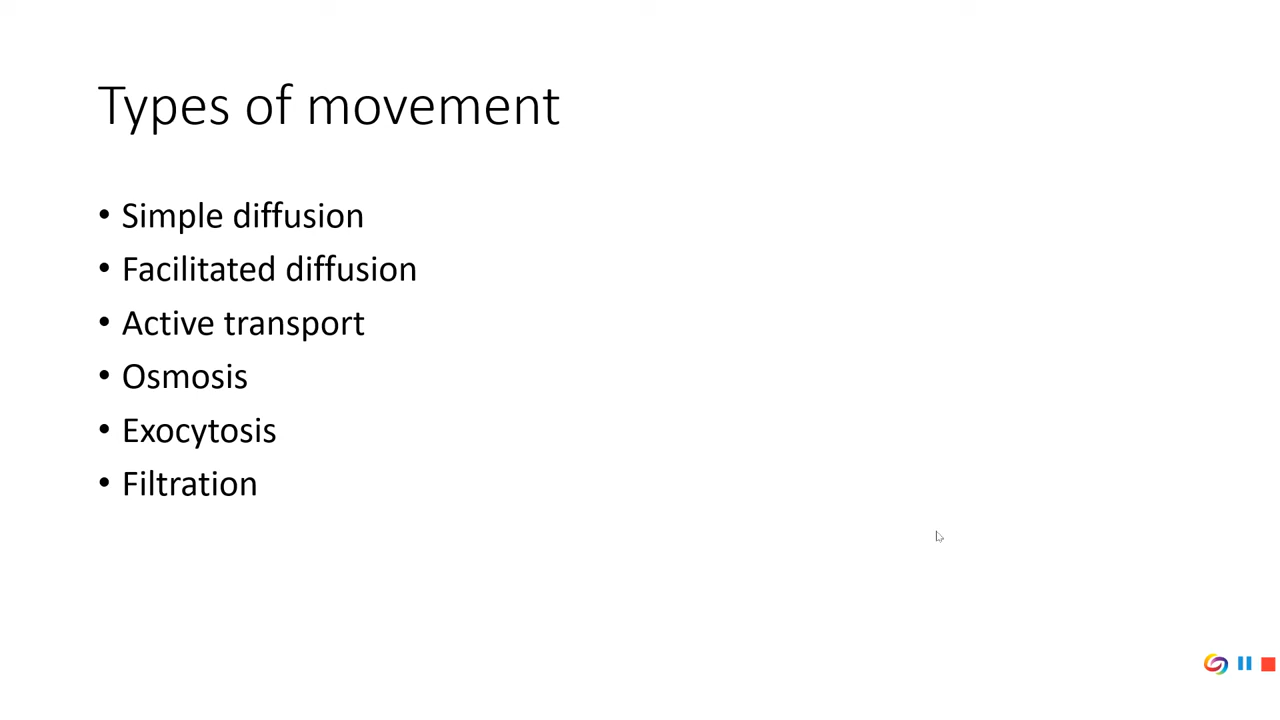 Types of movement
• Simple diffusion
• Facilitated diffusion
• Active transport
• Osmosis
• Exocytosis
• Filtration